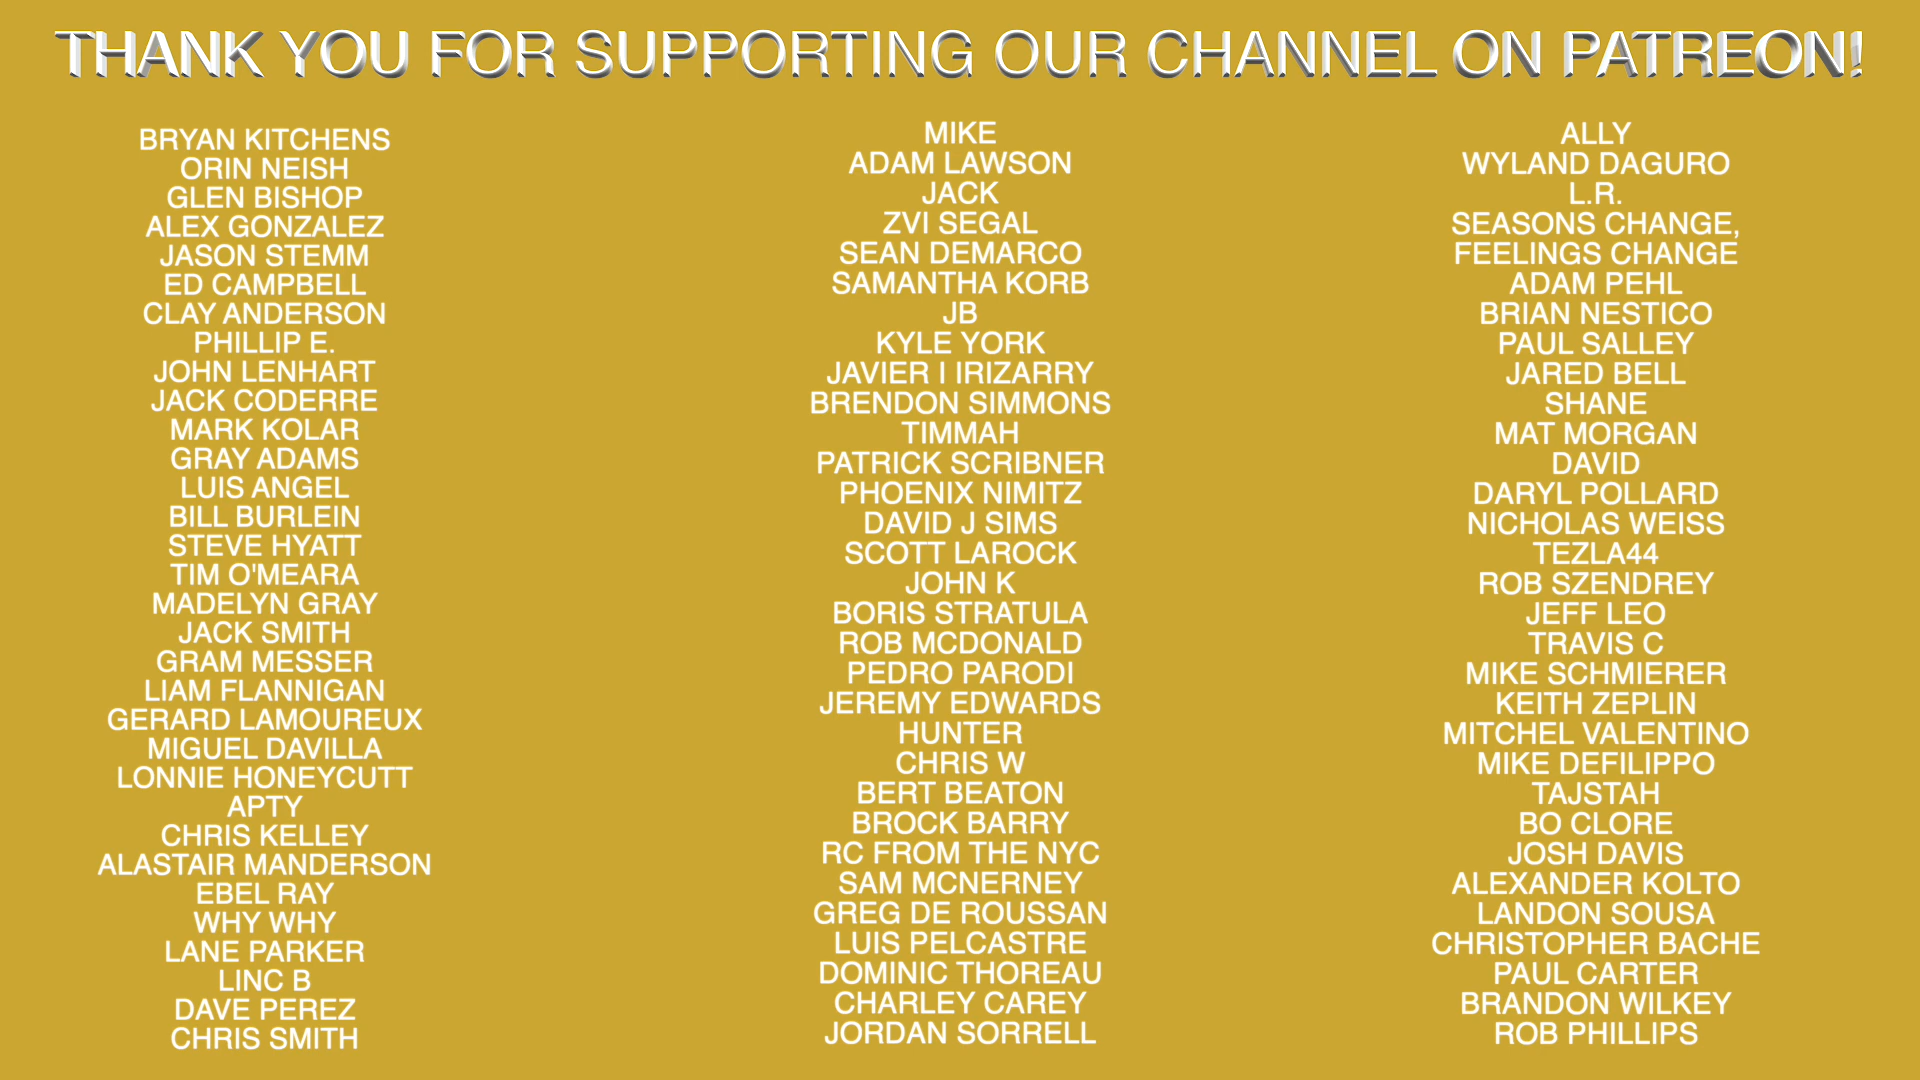 THANK YOU FOR SUPPORTING OUR CHANNEL ON PATREON!
BRYAN KITCHENS
ORIN NEISH
GLEN BISHOP
ALEX GONZALEZ
JASON STEMM
ED CAMPBELL
CLAY ANDERSON
PHILLIP E.
JOHN LENHART
JACK CODERRE
MARK KOLAR
GRAY ADAMS
LUIS ANGEL
BILL BURLEIN
STEVE HYATT
TIM O'MEARA
MADELYN GRAY
JACK SMITH
GRAM MESSER
LIAM FLANNIGAN
GERARD LAMOUREUX
MIGUEL DAVILLA
LONNIE HONEYCUTT
APTY
CHRIS KELLEY
ALASTAIR MANDERSON
EBEL RAY
WHY WHY
LANE PARKER
LINC B
DAVE PEREZ
CHRIS SMITH
MIKE
ADAM LAWSON
JACK
ZVI SEGAL
SEAN DEMARCO
SAMANTHA KORB
JB
KYLE YORK
JAVIER I IRIZARRY
BRENDON SIMMONS
TIMMAH
PATRICK SCRIBNER
PHOENIX NIMITZ
DAVID J SIMS
SCOTT LAROCK
JOHN K
BORIS STRATULA
ROB MCDONALD
PEDRO PARODI
JEREMY EDWARDS
HUNTER
CHRIS W
BERT BEATON
BROCK BARRY
RC FROM THE NYC
SAM MCNERNEY
GREG DE ROUSSAN
LUIS PELCASTRE
DOMINIC THOREAU
CHARLEY CAREY
JORDAN SORRELL
ALLY
WYLAND DAGURO
L.R.
SEASONS CHANGE,
FEELINGS CHANGE
ADAM PEHL
BRIAN NESTICO
PAUL SALLEY
JARED BELL
SHANE
MAT MORGAN
DAVID
DARYL POLLARD
NICHOLAS WEISS
TEZLA44
ROB SZENDREY
JEFF LEO
TRAVIS C
MIKE SCHMIERER
KEITH ZEPLIN
MITCHEL VALENTINO
MIKE DEFILIPPO
TAJSTAH
BO CLORE
JOSH DAVIS
ALEXANDER KOLTO
LANDON SOUSA
CHRISTOPHER BACHE
PAUL CARTER
BRANDON WILKEY
ROB PHILLIPS